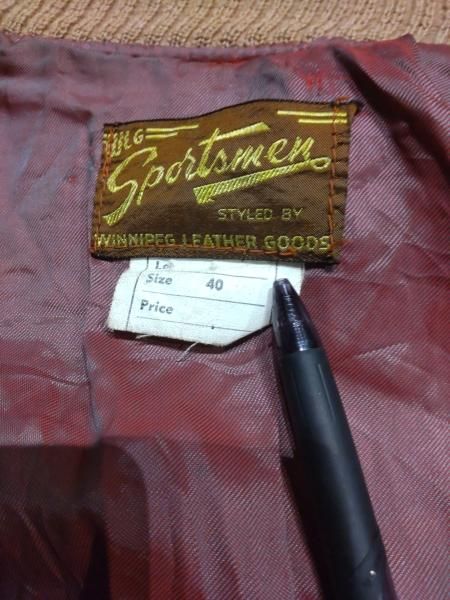 Sportsmen
STYLED BY
WINNIPEG LEATHER GOODS
Size 40
Price